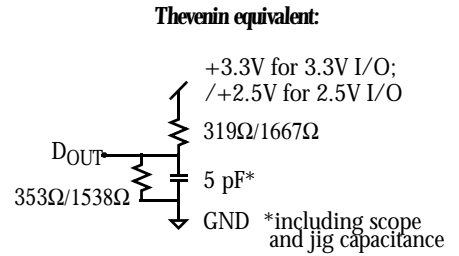 Thevenin equivalent:
+3.3V for 3.3V I/O;
/+2.5V for 2.5V I/O
319Ω/1667Ω
DOUT
5 pF*
353Ω/1538Ω
GND *including scope
and jig capacitance